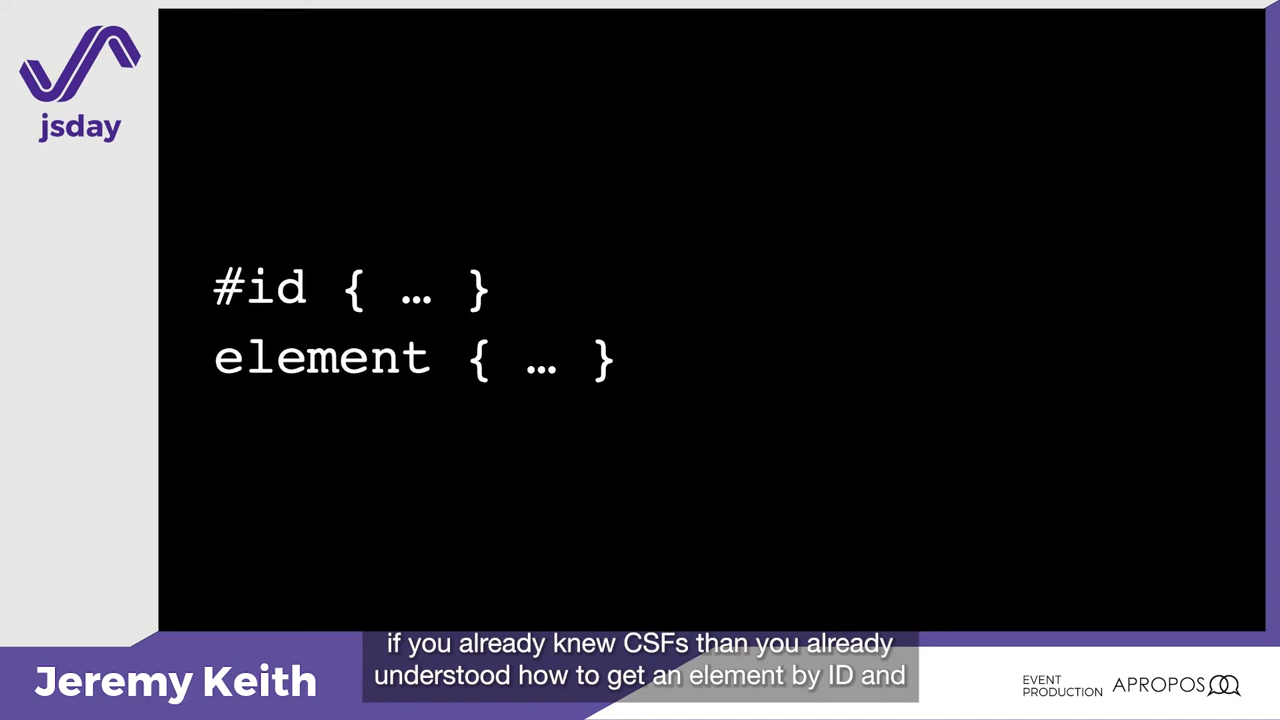 jsday
#id { … }
element { … }
if you already knew CSFs than you already
understood how to get an element by ID and
Jeremy Keith
EVENT
PRODUCTION
APROPOS